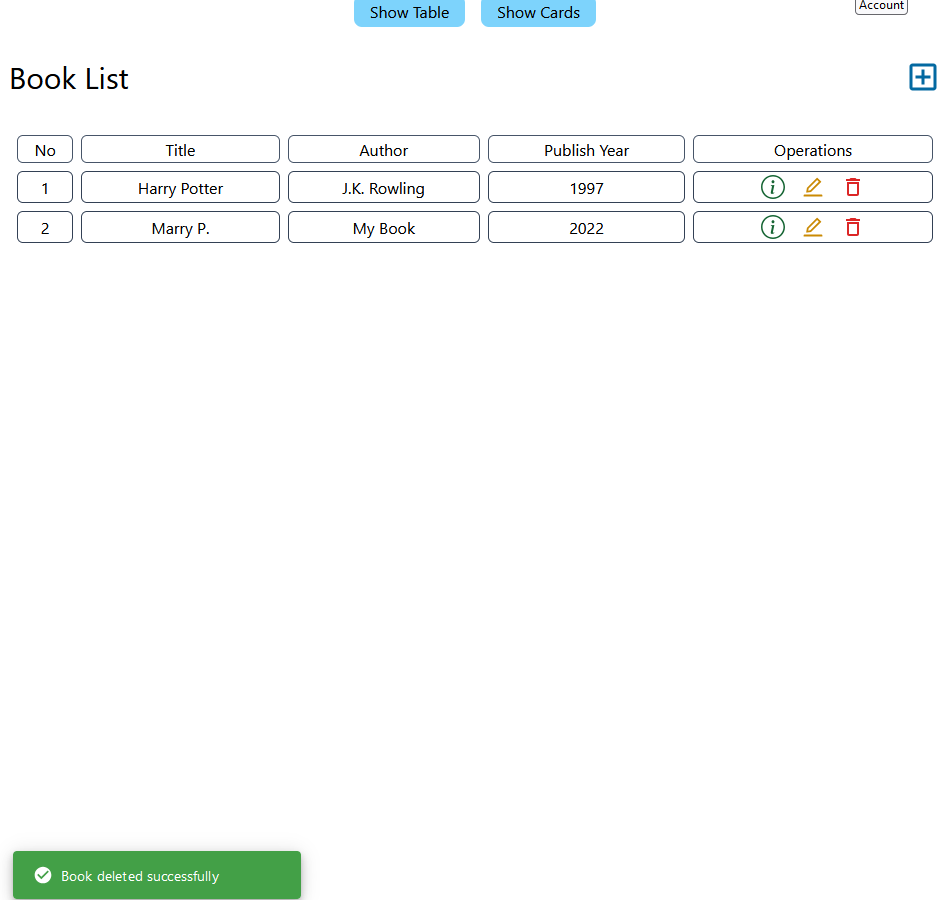 Show Table Show Cards Account
Book List
No Title Author Publish Year Operations
1 Harry Potter J.K. Rowling 1997
2 Marry P. My Book 2022
Book deleted successfully